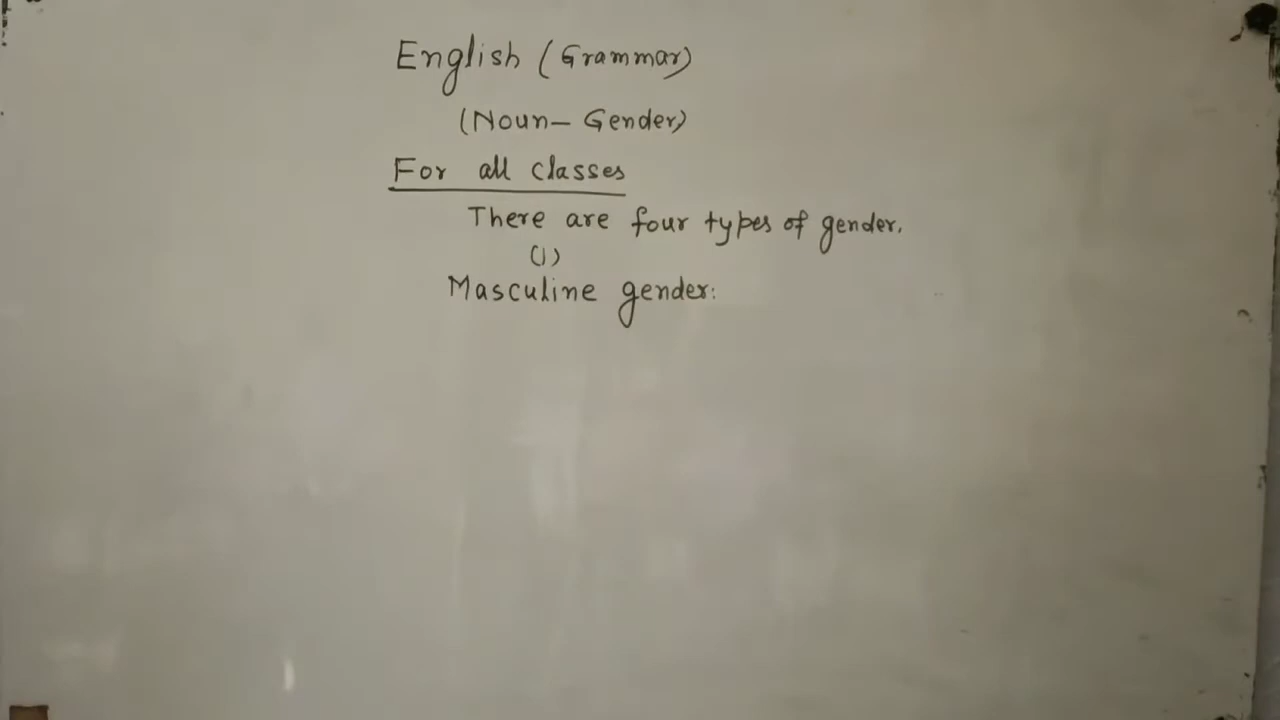 English (Grammar)
(Noun- Gender)
For all classes
There are four types of gender.
(1)
Masculine gender: